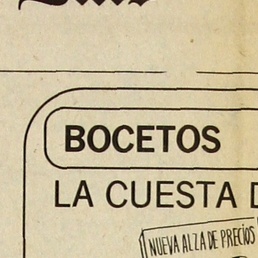 BOCETOS
LA CUESTA D
NUEVA ALZA DE PRECIOS